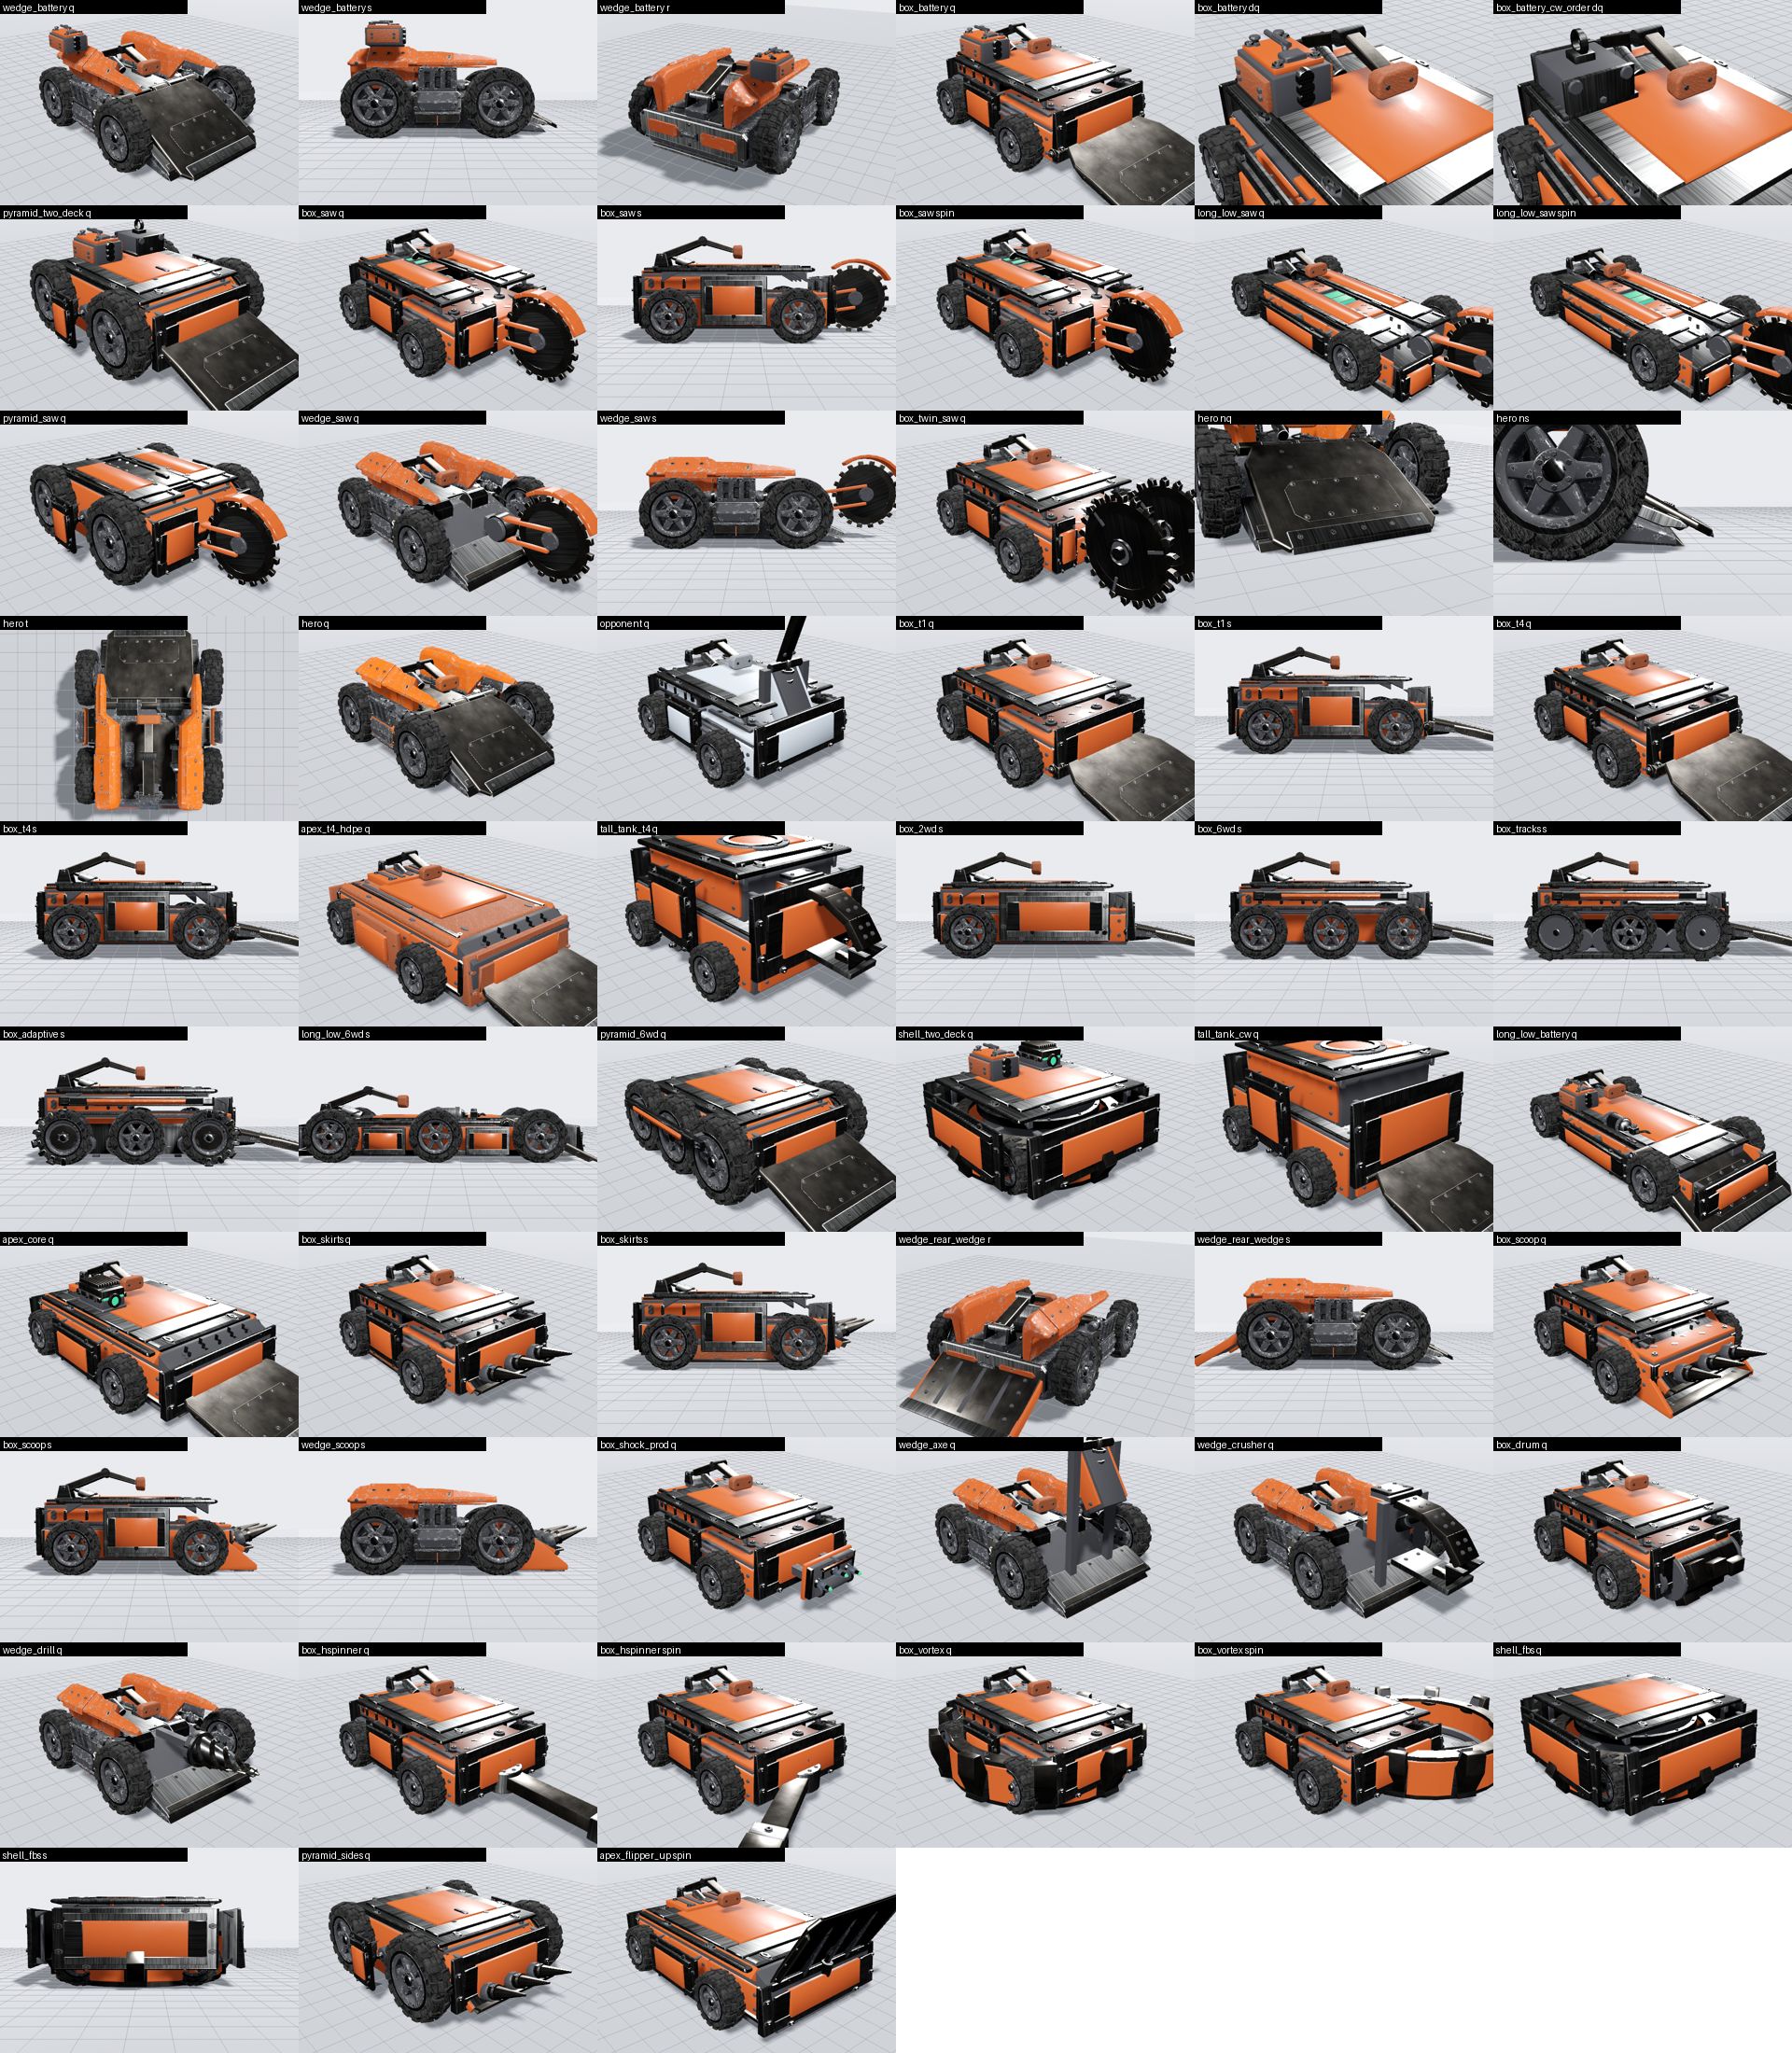 wedge_battery q
wedge_battery s
wedge_battery r
box_battery q
box_battery dq
box_battery_cw_order dq
pyramid_two_deck q
box_saw q
box_saw s
box_saw spin
long_low_saw q
long_low_saw spin
pyramid_saw q
wedge_saw q
wedge_saw s
box_twin_saw q
hero nq
hero ns
hero t
hero q
opponent q
box_t1 q
box_t1 s
box_t4 q
box_t4 s
apex_t4_hdpe q
tall_tank_t4 q
box_2wd s
box_6wd s
box_tracks s
box_adaptive s
long_low_6wd s
pyramid_6wd q
shell_two_deck q
tall_tank_cw q
long_low_battery q
apex_core q
box_skirts q
box_skirts s
wedge_rear_wedge r
wedge_rear_wedge s
box_scoop q
box_scoop s
wedge_scoop s
box_shock_prod q
wedge_axe q
wedge_crusher q
box_drum q
wedge_drill q
box_hspinner q
box_hspinner spin
box_vortex q
box_vortex spin
shell_fbs q
shell_fbs s
pyramid_sides q
apex_flipper_up spin